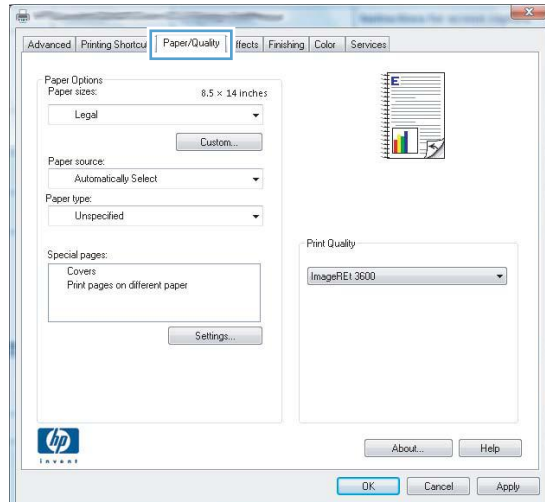 Advanced
Printing Shortcu
Paper/Quality
ffects
Finishing
Color
Services
Paper Options
Paper sizes:
8.5 × 14 inches
Legal
Custom...
Paper source:
Automatically Select
Paper type:
Unspecified
Special pages:
Covers
Print pages on different paper
Settings...
E
Print Quality
ImageREt 3600
hp
invent
About...
Help
OK
Cancel
Apply